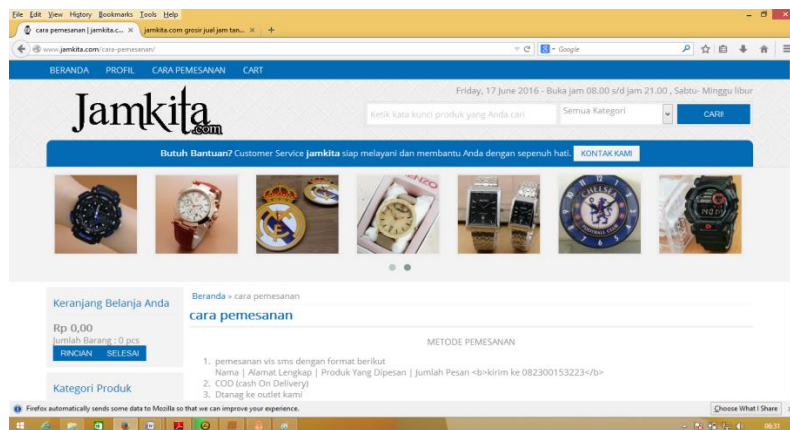 File Edit View History Bookmarks Tools Help
cara pemesanan | jamkita.c... × jamkita.com grosir jual jam tan... × +
www.jamkita.com/cara-pemesanan/ Google
BERANDA PROFIL CARA PEMESANAN CART
Friday, 17 June 2016 - Buka jam 08.00 s/d jam 21.00 , Sabtu- Minggu libur
Jamkita
.com
Ketik kata kunci produk yang Anda cari Semua Kategori CARI!
Butuh Bantuan? Customer Service jamkita siap melayani dan membantu Anda dengan sepenuh hati. KONTAK KAMI
CHELSEA
FOOTBALL CLUB
Keranjang Belanja Anda
Rp 0,00
Jumlah Barang : 0 pcs
RINCIAN SELESAI
Kategori Produk
Beranda » cara pemesanan
cara pemesanan
METODE PEMESANAN
1. pemesanan vis sms dengan format berikut
Nama | Alamat Lengkap | Produk Yang Dipesan | Jumlah Pesan <b>kirim ke 082300153223</b>
2. COD (cash On Delivery)
3. Dtanag ke outlet kami
Firefox automatically sends some data to Mozilla so that we can improve your experience. Choose What I Share
06:31